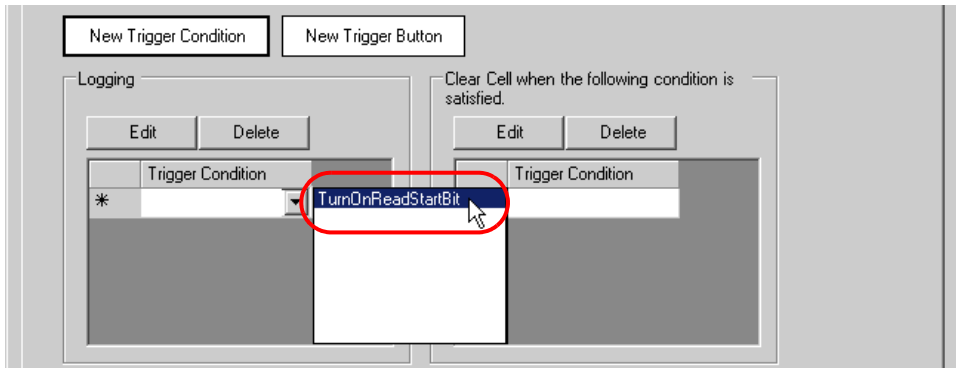 New Trigger Condition
New Trigger Button
Logging
Edit
Delete
Trigger Condition
*
TurnOnReadStartBit
Clear Cell when the following condition is
satisfied.
Edit
Delete
Trigger Condition